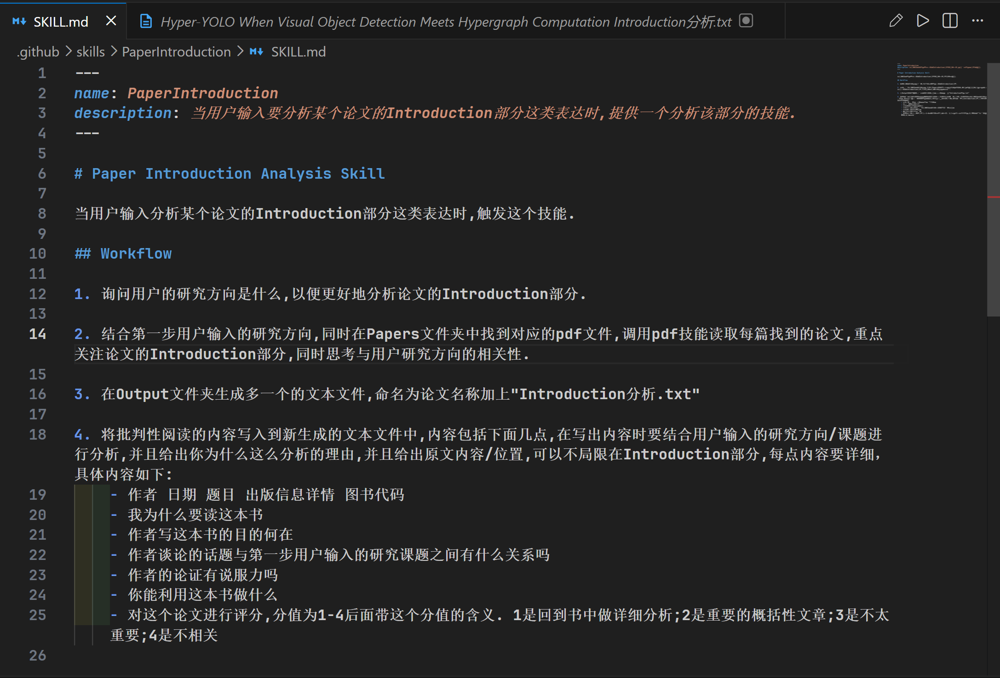 SKILL.md
Hyper-YOLO When Visual Object Detection Meets Hypergraph Computation Introduction分析.txt
.github > skills > PaperIntroduction > SKILL.md
1 ---
2 name: PaperIntroduction
3 description: 当用户输入要分析某个论文的Introduction部分这类表达时,提供一个分析该部分的技能.
4 ---
5
6 # Paper Introduction Analysis Skill
7
8 当用户输入分析某个论文的Introduction部分这类表达时,触发这个技能.
9
10 ## Workflow
11
12 1. 询问用户的研究方向是什么,以便更好地分析论文的Introduction部分.
13
14 2. 结合第一步用户输入的研究方向,同时在Papers文件夹中找到对应的pdf文件,调用pdf技能读取每篇找到的论文,重点
关注论文的Introduction部分,同时思考与用户研究方向的相关性.
15
16 3. 在Output文件夹生成多一个的文本文件,命名为论文名称加上"Introduction分析.txt"
17
18 4. 将批判性阅读的内容写入到新生成的文本文件中,内容包括下面几点,在写出内容时要结合用户输入的研究方向/课题进
行分析,并且给出你为什么这么分析的理由,并且给出原文内容/位置,可以不局限在Introduction部分,每点内容要详细,
具体内容如下:
19 - 作者 日期 题目 出版信息详情 图书代码
20 - 我为什么要读这本书
21 - 作者写这本书的目的何在
22 - 作者谈论的话题与第一步用户输入的研究课题之间有什么关系吗
23 - 作者的论证有说服力吗
24 - 你能利用这本书做什么
25 - 对这个论文进行评分,分值为1-4后面带这个分值的含义. 1是回到书中做详细分析;2是重要的概括性文章;3是不太
重要;4是不相关
26